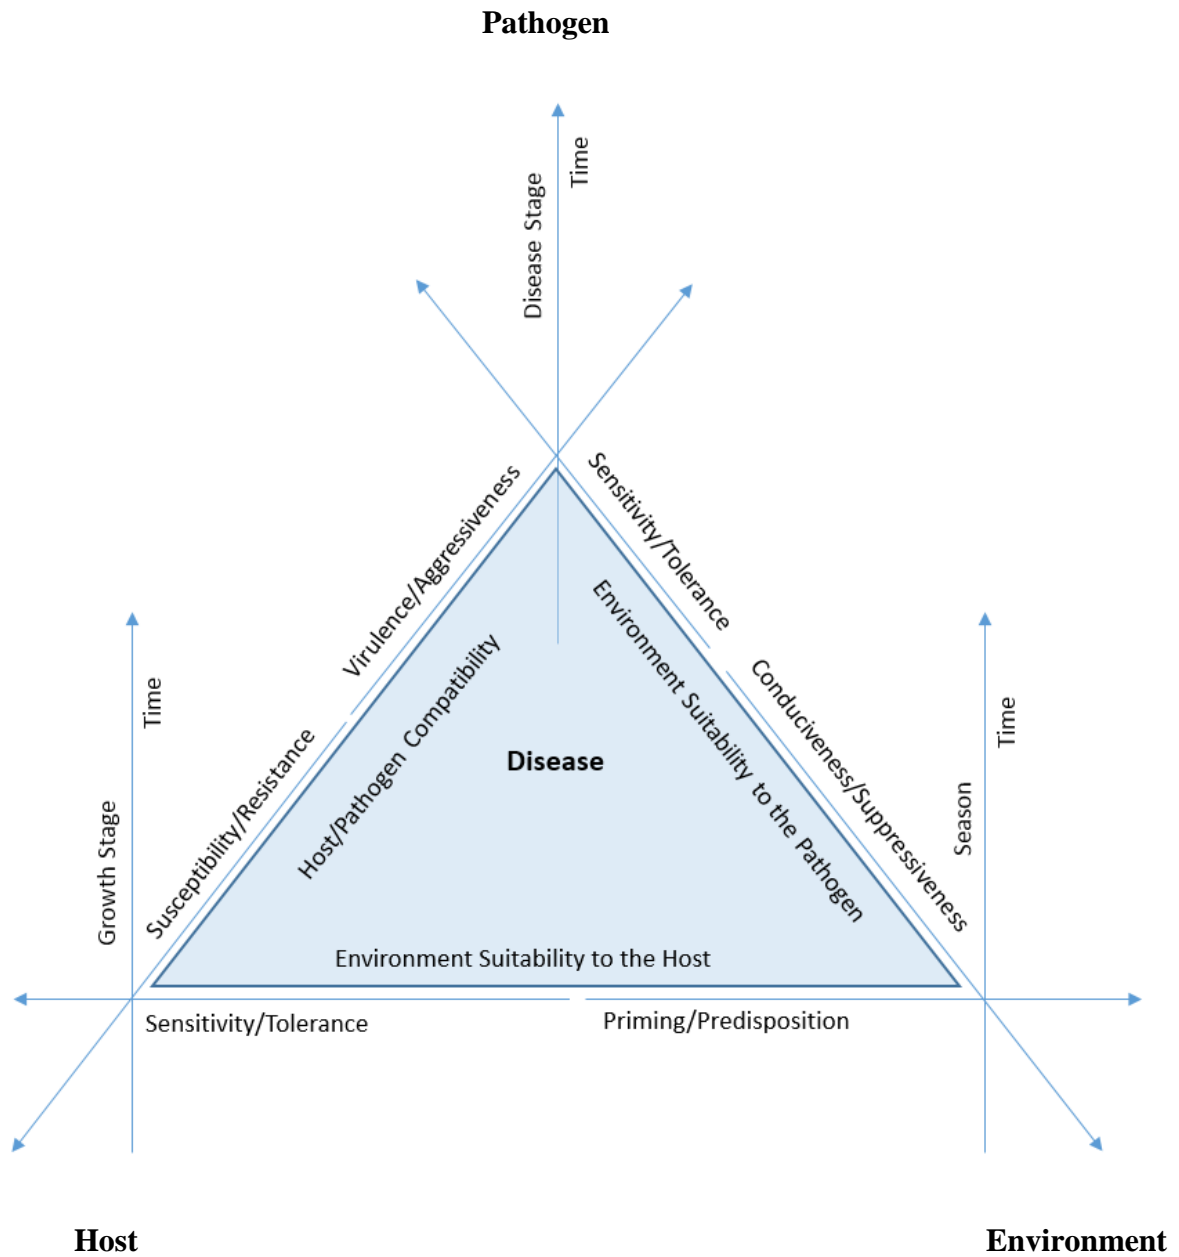 Pathogen
Time
Disease Stage
Sensitivity/Tolerance
Virulence/Aggressiveness
Environment Suitability to the Pathogen
Host/Pathogen Compatibility
Conduciveness/Suppressiveness
Time
Time
Susceptibility/Resistance
Disease
Growth Stage
Season
Environment Suitability to the Host
Sensitivity/Tolerance
Priming/Predisposition
Host
Environment